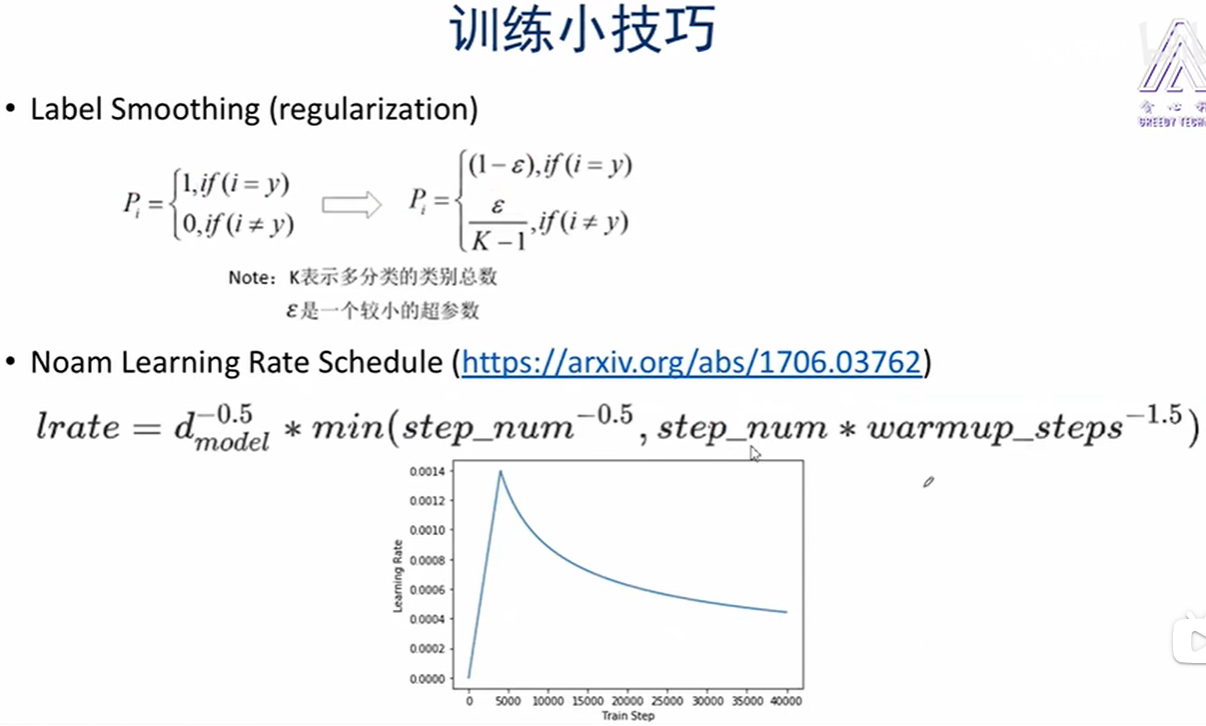 训练小技巧
GREEDY TECH
• Label Smoothing (regularization)
P_i = { 1, if (i = y)
0, if (i ≠ y)
P_i = { (1 − ε), if (i = y)
ε / (K − 1), if (i ≠ y)
Note：K表示多分类的类别总数
ε是一个较小的超参数
• Noam Learning Rate Schedule (https://arxiv.org/abs/1706.03762)
lrate = d_model^−0.5 * min(step_num^−0.5, step_num * warmup_steps^−1.5)
0.0014
0.0012
0.0010
0.0008
0.0006
0.0004
0.0002
0.0000
Learning Rate
0 5000 10000 15000 20000 25000 30000 35000 40000
Train Step